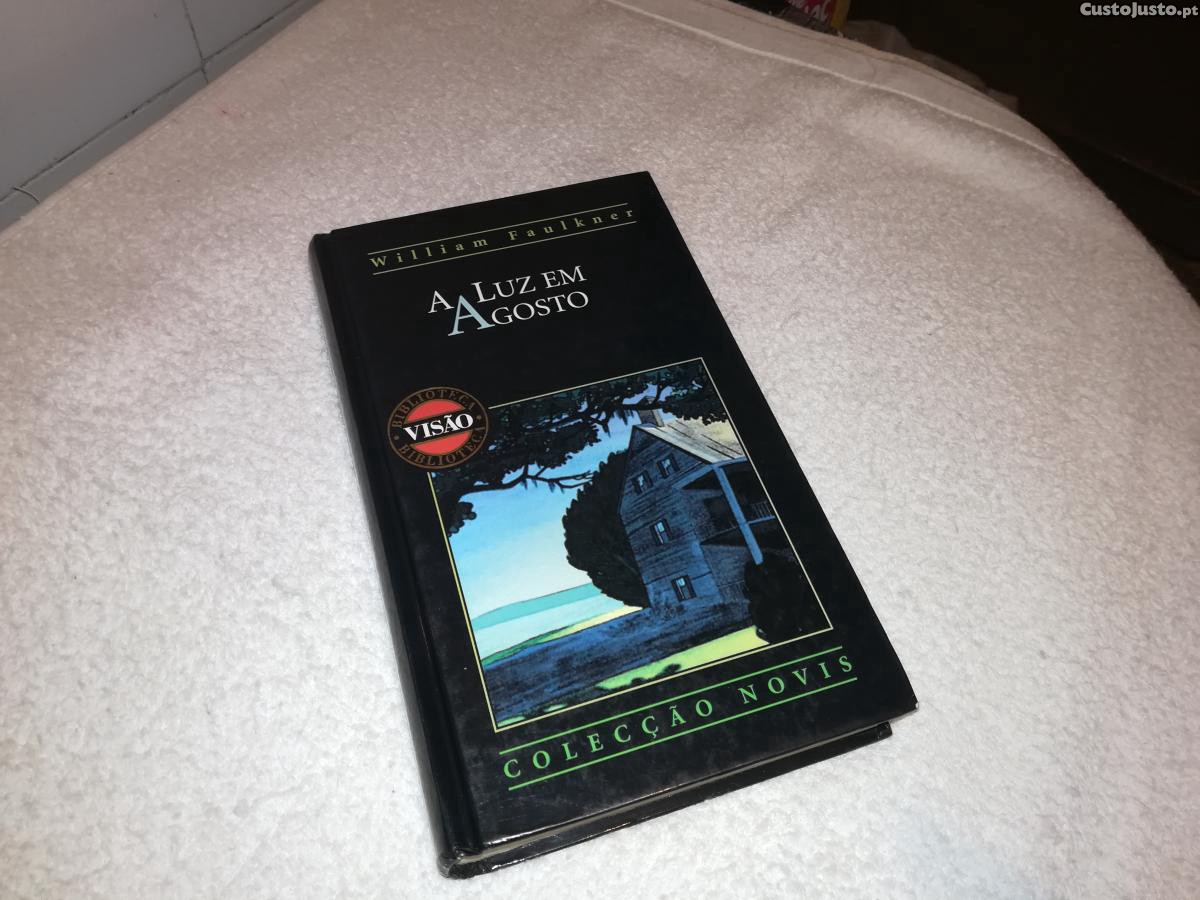 CustoJusto.pt
William Faulkner
A LUZ EM
AGOSTO
BIBLIOTECA
VISÃO
BIBLIOTECA
COLECÇÃO NOVIS